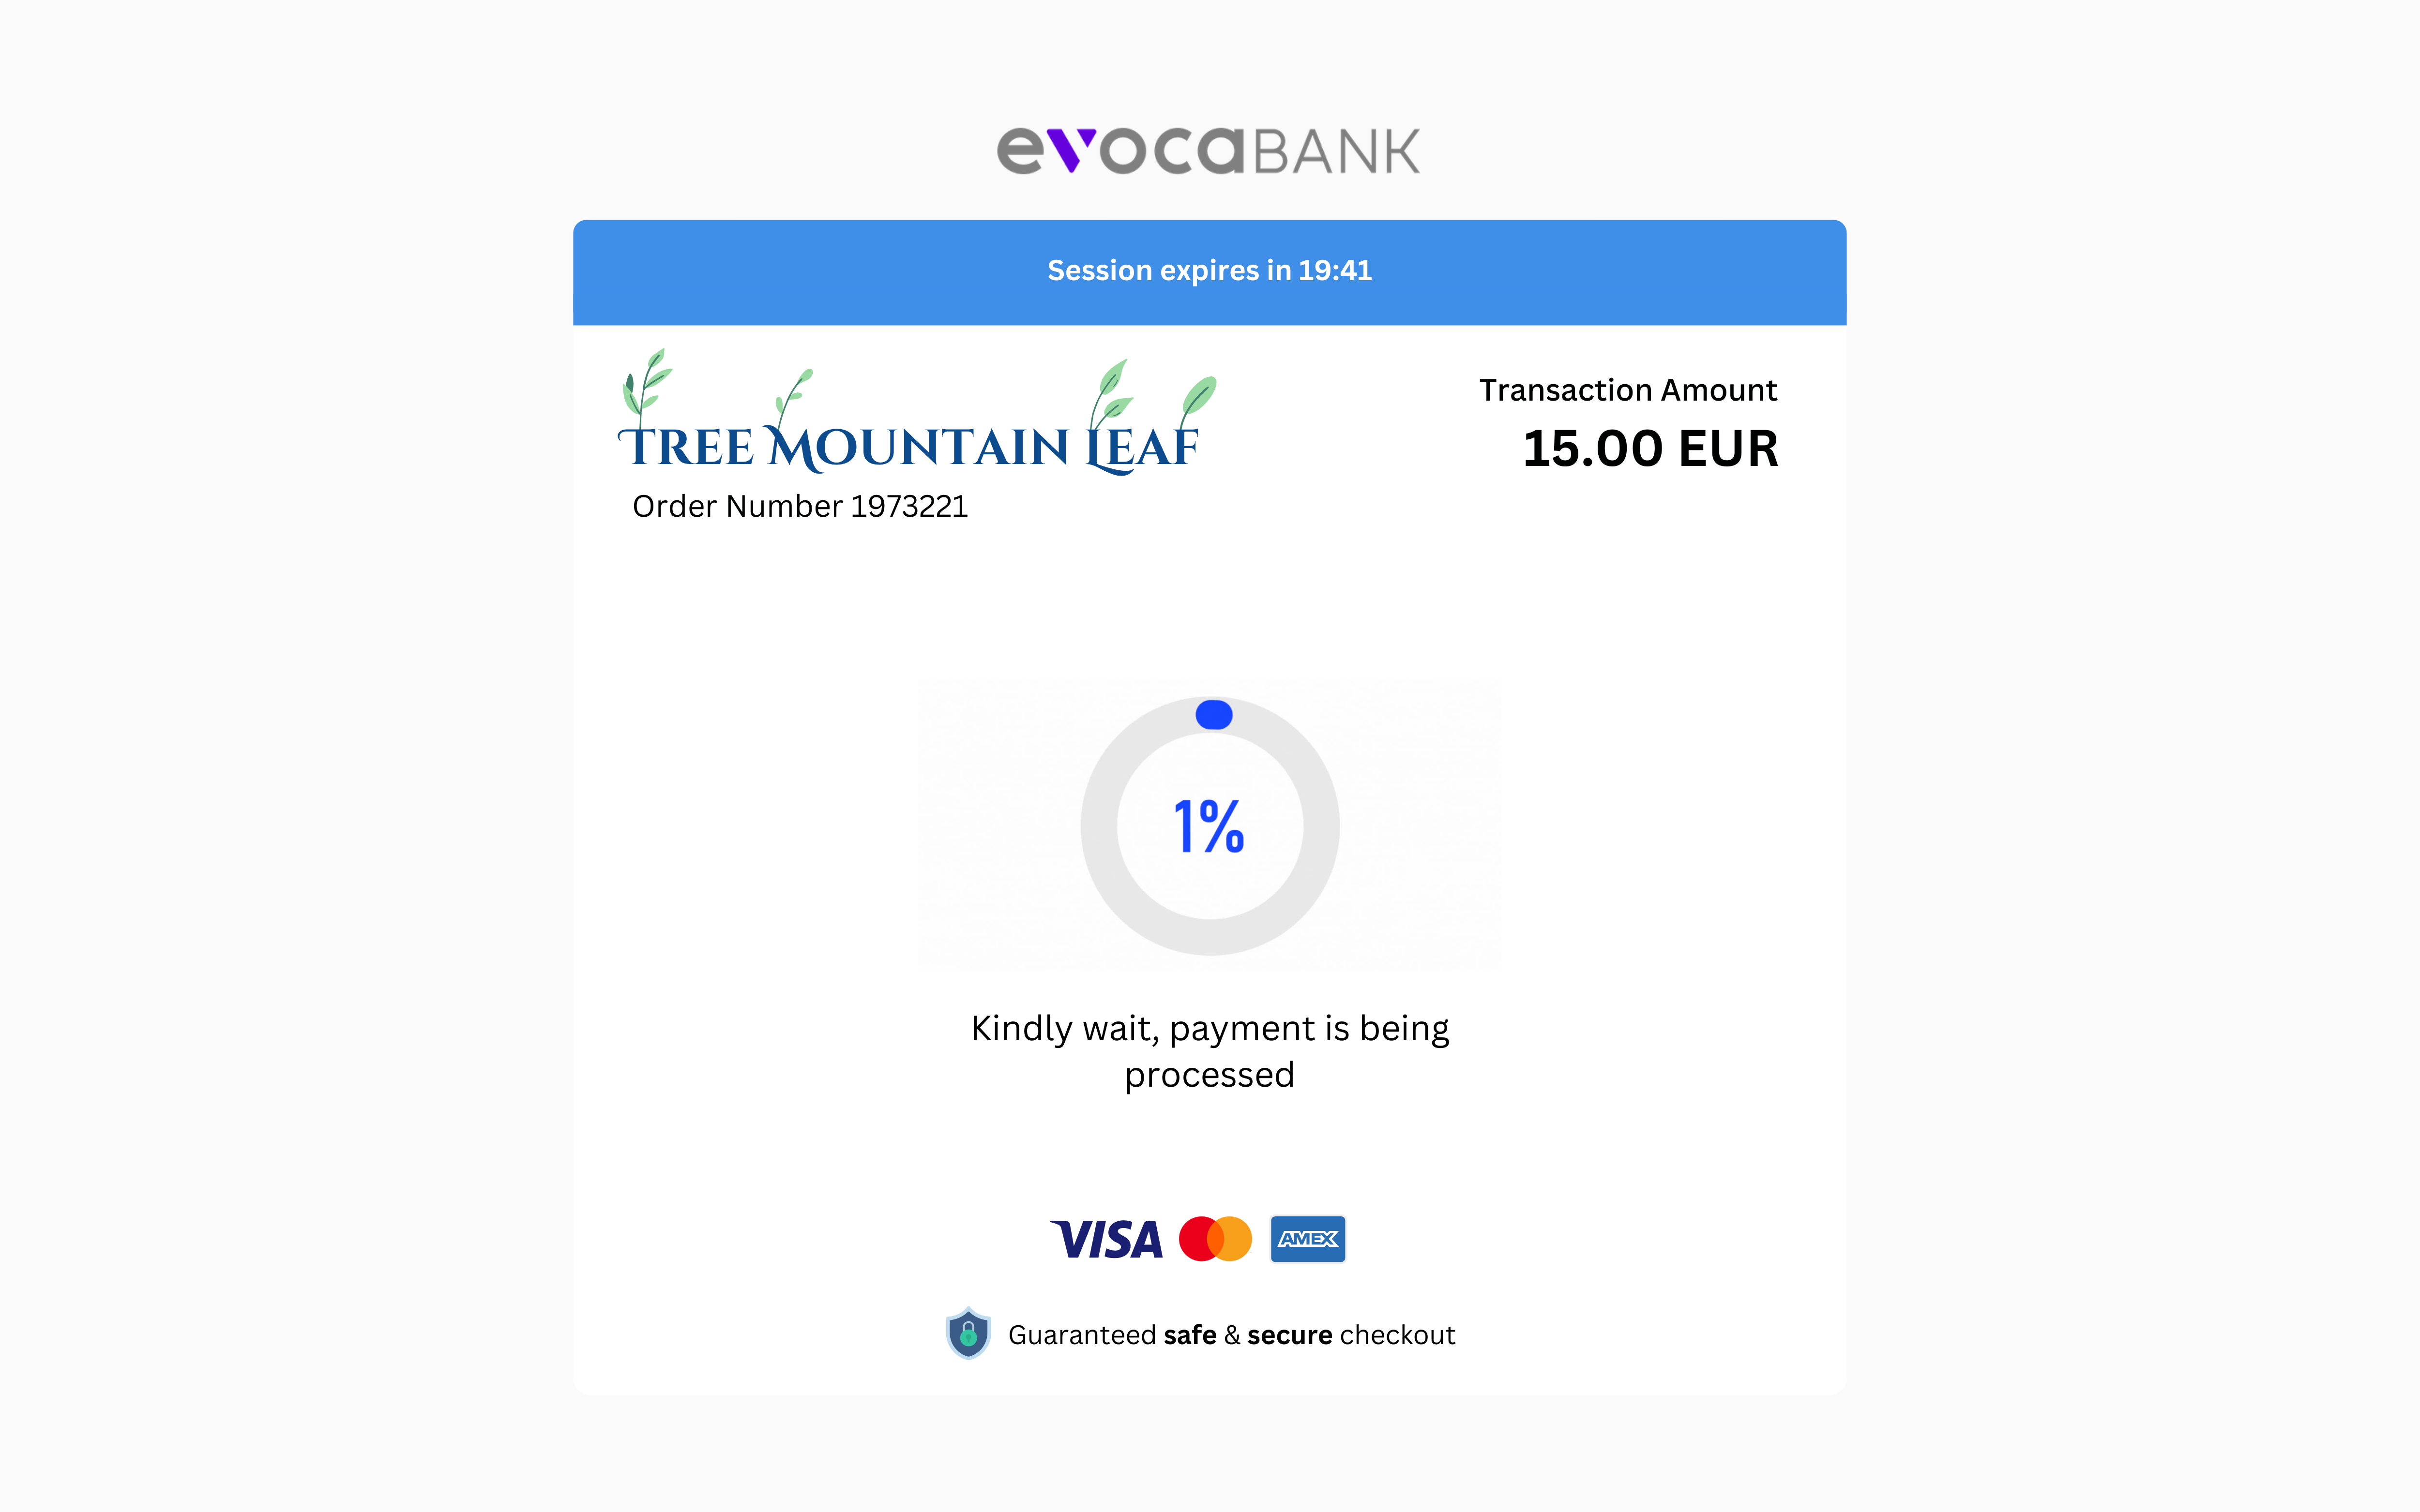 evocaBANK
Session expires in 19:41
TREE MOUNTAIN LEAF
Transaction Amount
15.00 EUR
Order Number 1973221
1%
Kindly wait, payment is being
processed
VISA
AMEX
Guaranteed safe & secure checkout